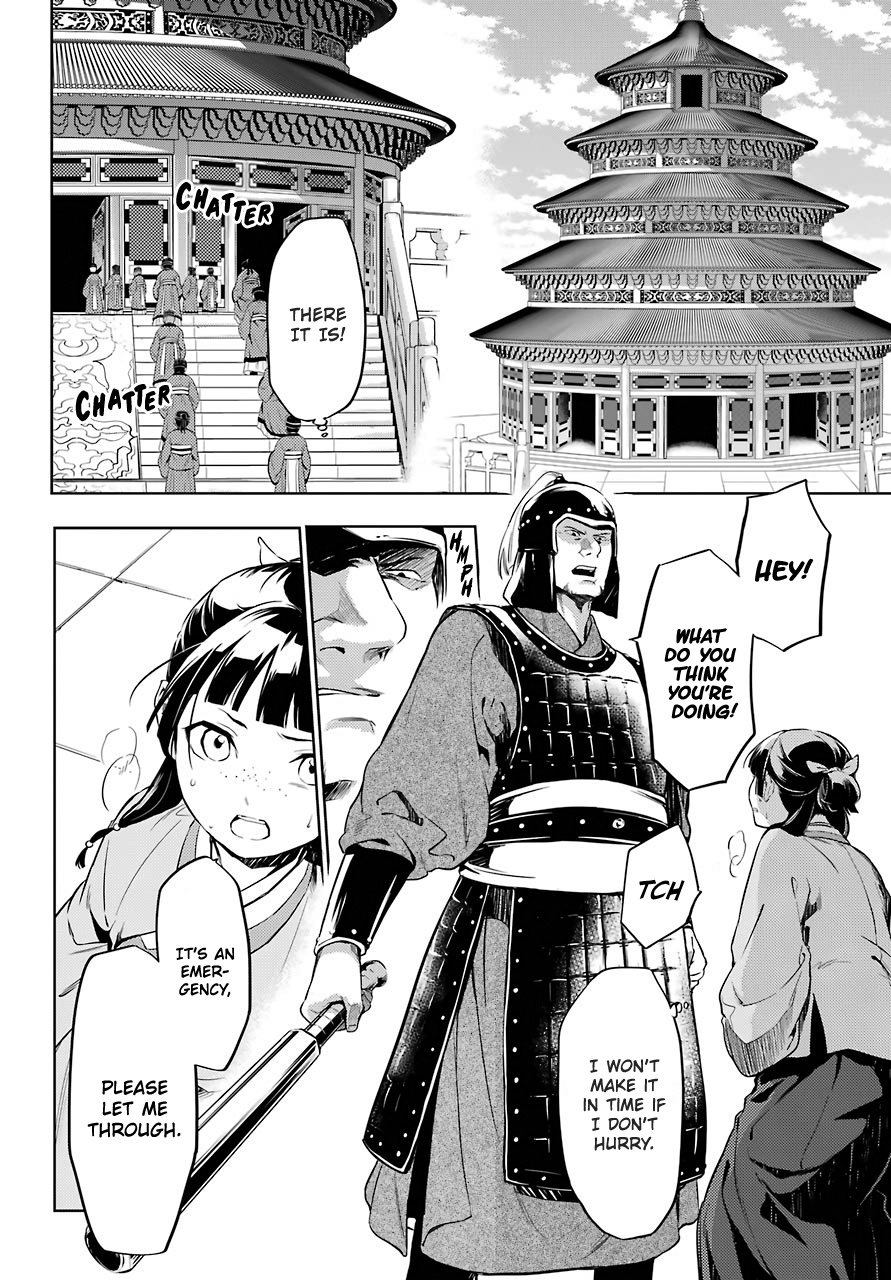 THERE
IT IS!
CHATTER
CHATTER
HEY!
WHAT
DO YOU
THINK
YOU'RE
DOING!
TCH
I WON'T
MAKE IT
IN TIME IF
I DON'T
HURRY.
HMPH
IT'S AN
EMER-
GENCY,
PLEASE
LET ME
THROUGH.